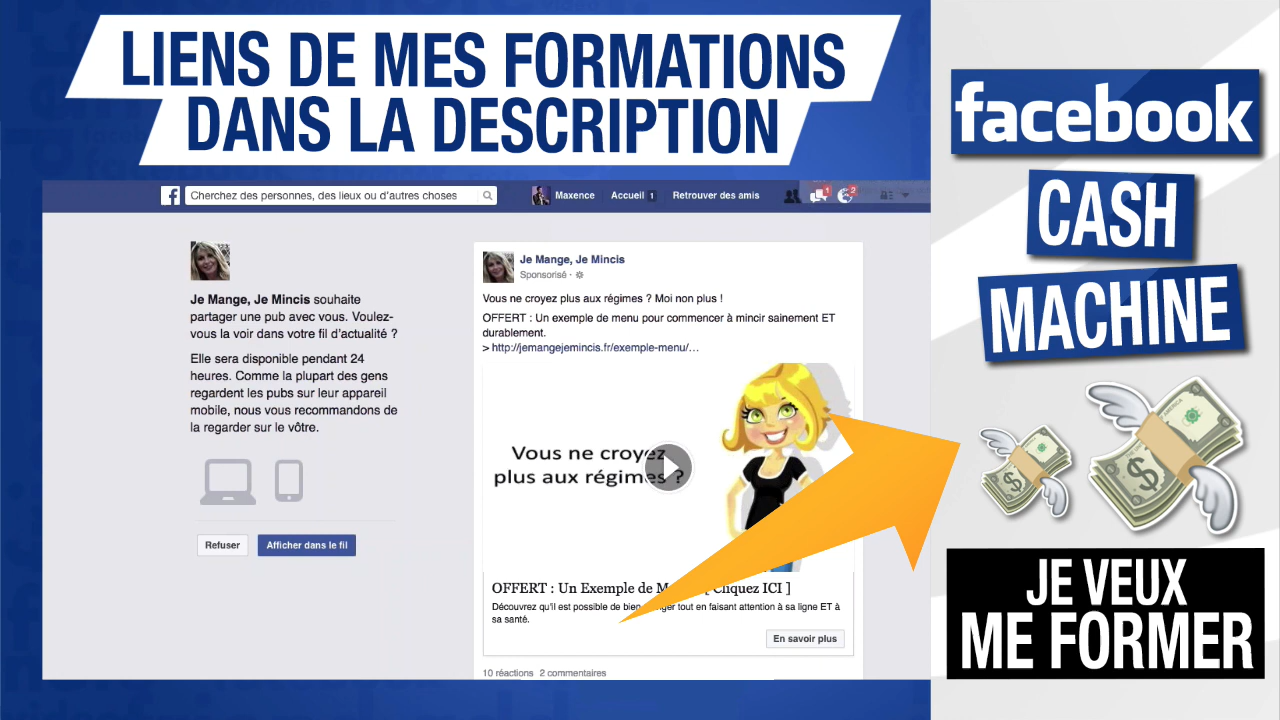 LIENS DE MES FORMATIONS
DANS LA DESCRIPTION
Cherchez des personnes, des lieux ou d'autres choses
Maxence
Accueil 1
Retrouver des amis
1
2
Je Mange, Je Mincis souhaite
partager une pub avec vous. Voulez-
vous la voir dans votre fil d'actualité ?
Elle sera disponible pendant 24
heures. Comme la plupart des gens
regardent les pubs sur leur appareil
mobile, nous vous recommandons de
la regarder sur le vôtre.
Refuser
Afficher dans le fil
Je Mange, Je Mincis
Sponsorisé ·
Vous ne croyez plus aux régimes ? Moi non plus !
OFFERT : Un exemple de menu pour commencer à mincir sainement ET
durablement.
> http://jemangejemincis.fr/exemple-menu/…
Vous ne croyez
plus aux régimes ?
OFFERT : Un Exemple de [ Cliquez ICI ]
Découvrez qu'il est possible de bien tout en faisant attention à sa ligne ET à
sa santé.
En savoir plus
10 réactions 2 commentaires
facebook
CASH
MACHINE
JE VEUX
ME FORMER